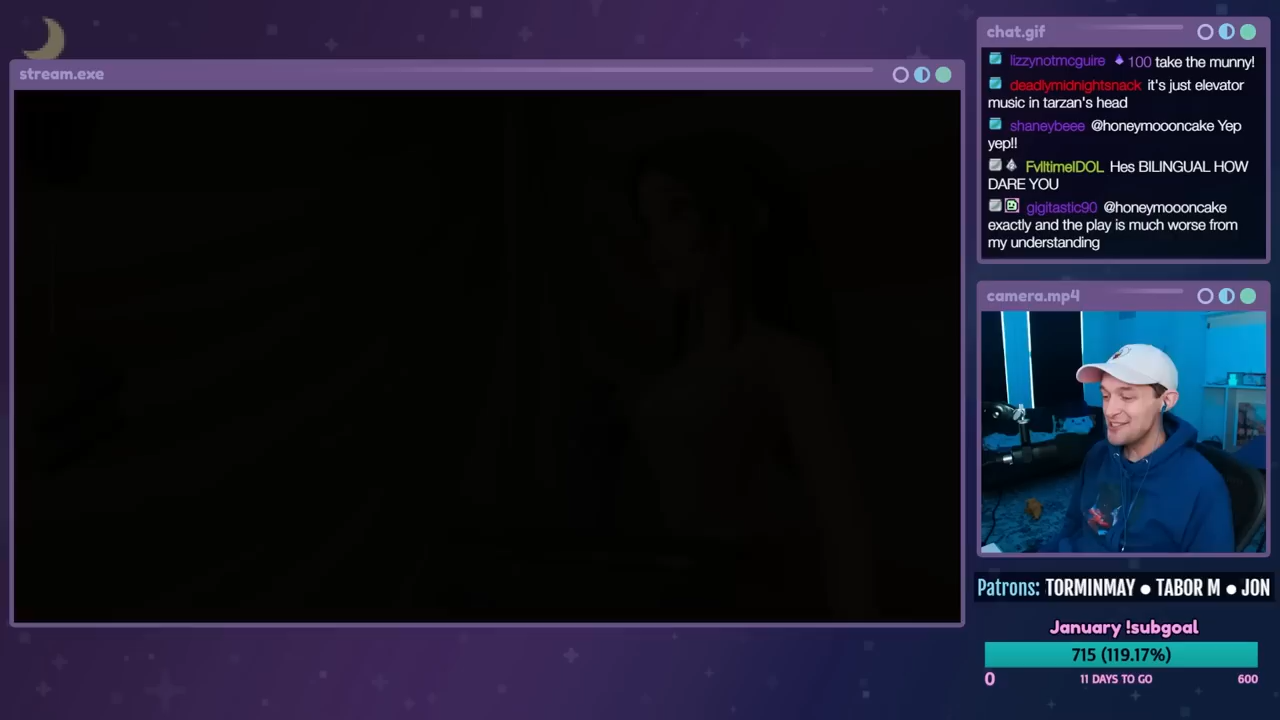 stream.exe
chat.gif
lizzynotmcguire 100 take the munny!
deadlymidnightsnack it's just elevator
music in tarzan's head
shaneybeee @honeymoooncake Yep
yep!!
FvlltimeIDOL Hes BILINGUAL HOW
DARE YOU
gigitastic90 @honeymoooncake
exactly and the play is much worse from
my understanding
camera.mp4
Patrons: TORMINMAY ● TABOR M ● JON
January !subgoal
715 (119.17%)
0 11 DAYS TO GO 600